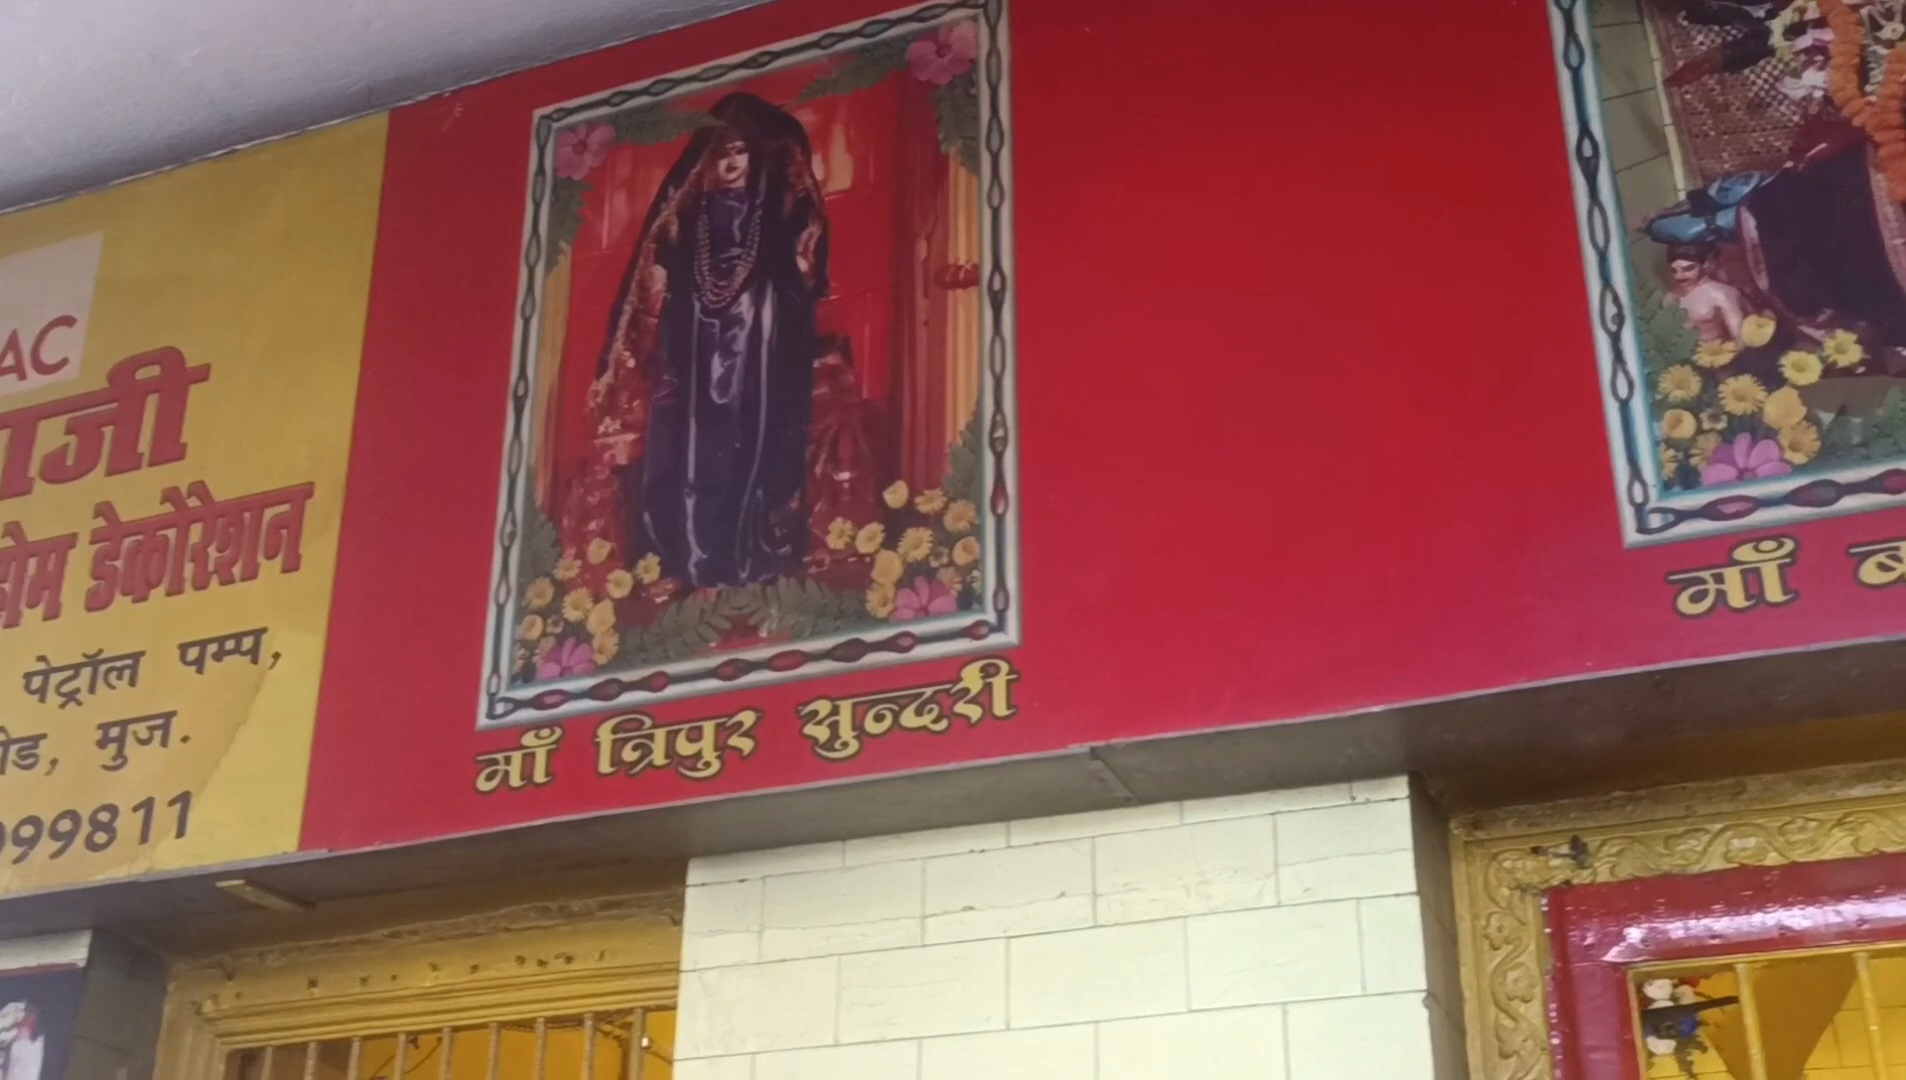 AC
डेकोरेशन
पेट्रॉल पम्प,
मुज.
99811
माँ त्रिपुर सुन्दरी
माँ